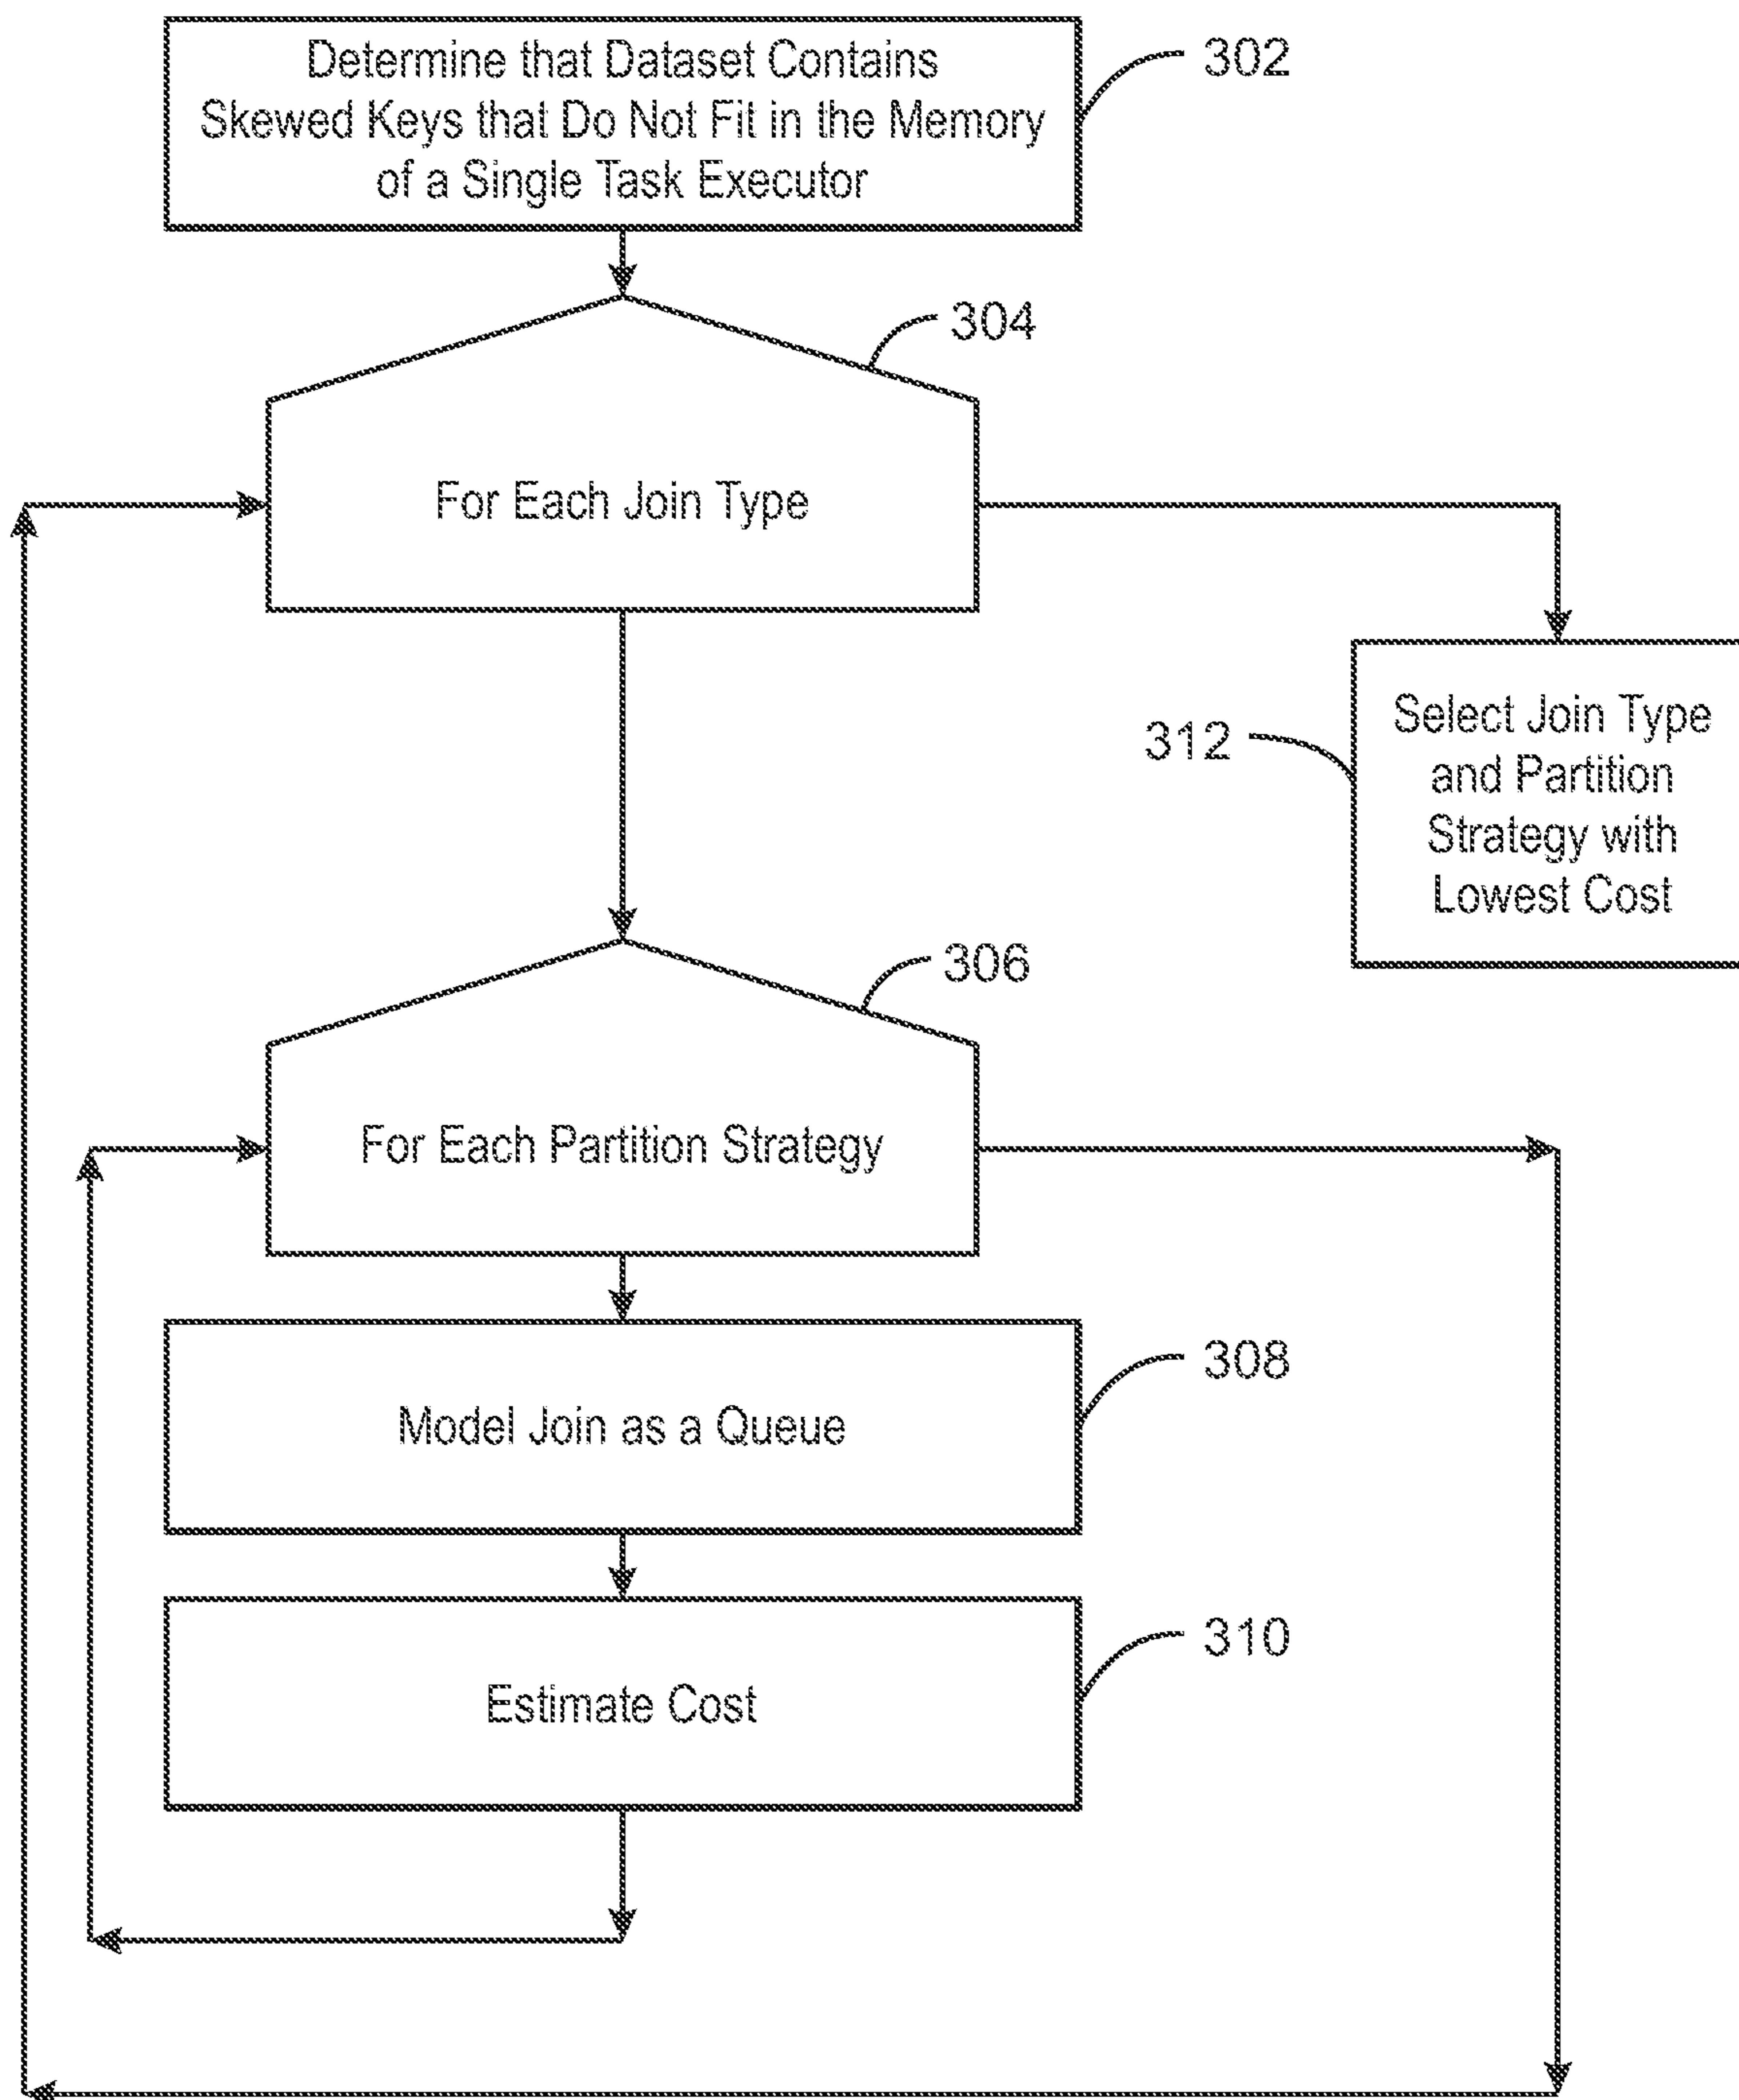 Determine that Dataset Contains
Skewed Keys that Do Not Fit in the Memory
of a Single Task Executor
302
304
For Each Join Type
312
Select Join Type
and Partition
Strategy with
Lowest Cost
306
For Each Partition Strategy
308
Model Join as a Queue
310
Estimate Cost